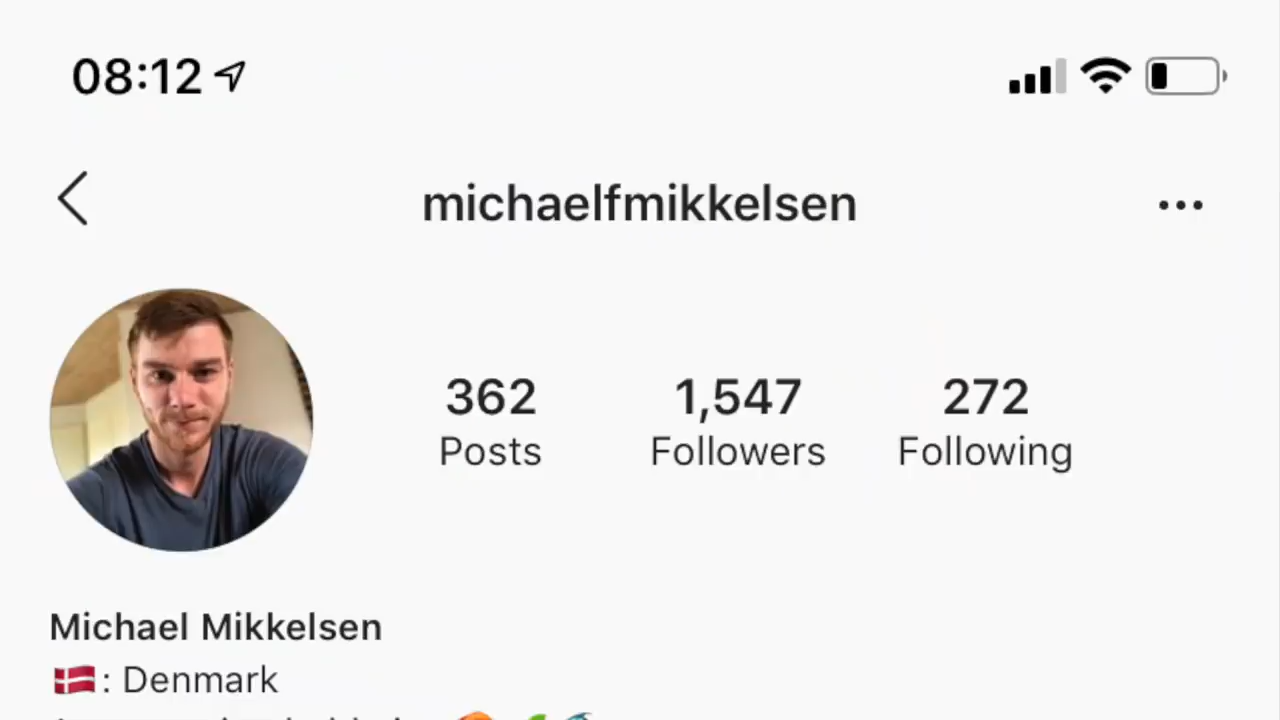 08:12
michaelfmikkelsen
362 1,547 272
Posts Followers Following
Michael Mikkelsen
🇩🇰: Denmark